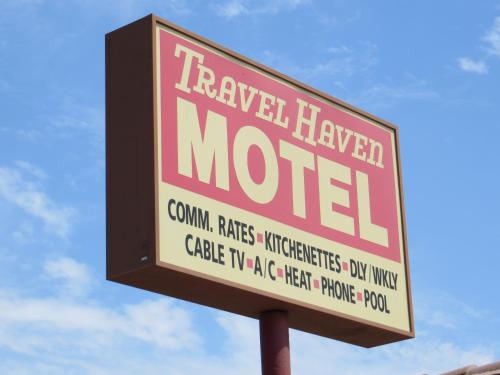 TRAVEL HAVEN
MOTEL
COMM. RATES▪KITCHENETTES▪DLY/WKLY
CABLE TV▪A/C▪HEAT▪PHONE▪POOL